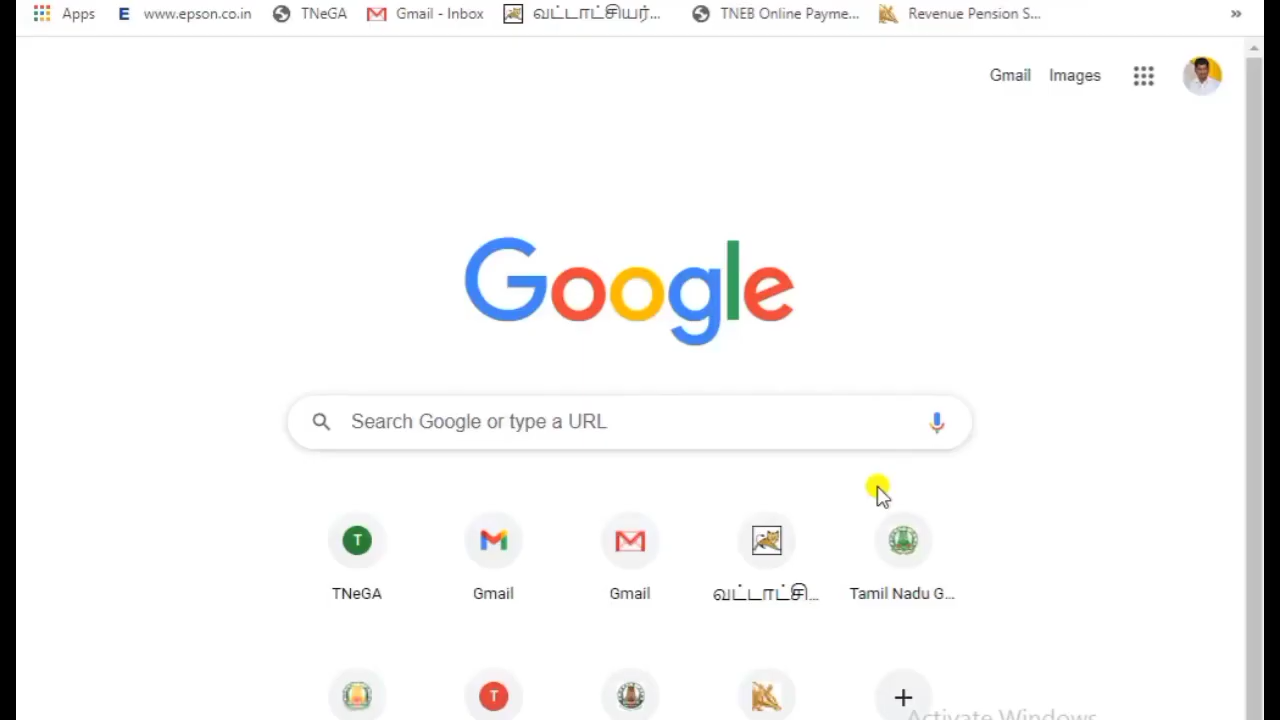 Apps www.epson.co.in TNeGA Gmail - Inbox வட்டாட்சியர்... TNEB Online Payme... Revenue Pension S... »
Gmail Images
Google
Search Google or type a URL
TNeGA Gmail Gmail வட்டாட்சி... Tamil Nadu G...
Activate Windows